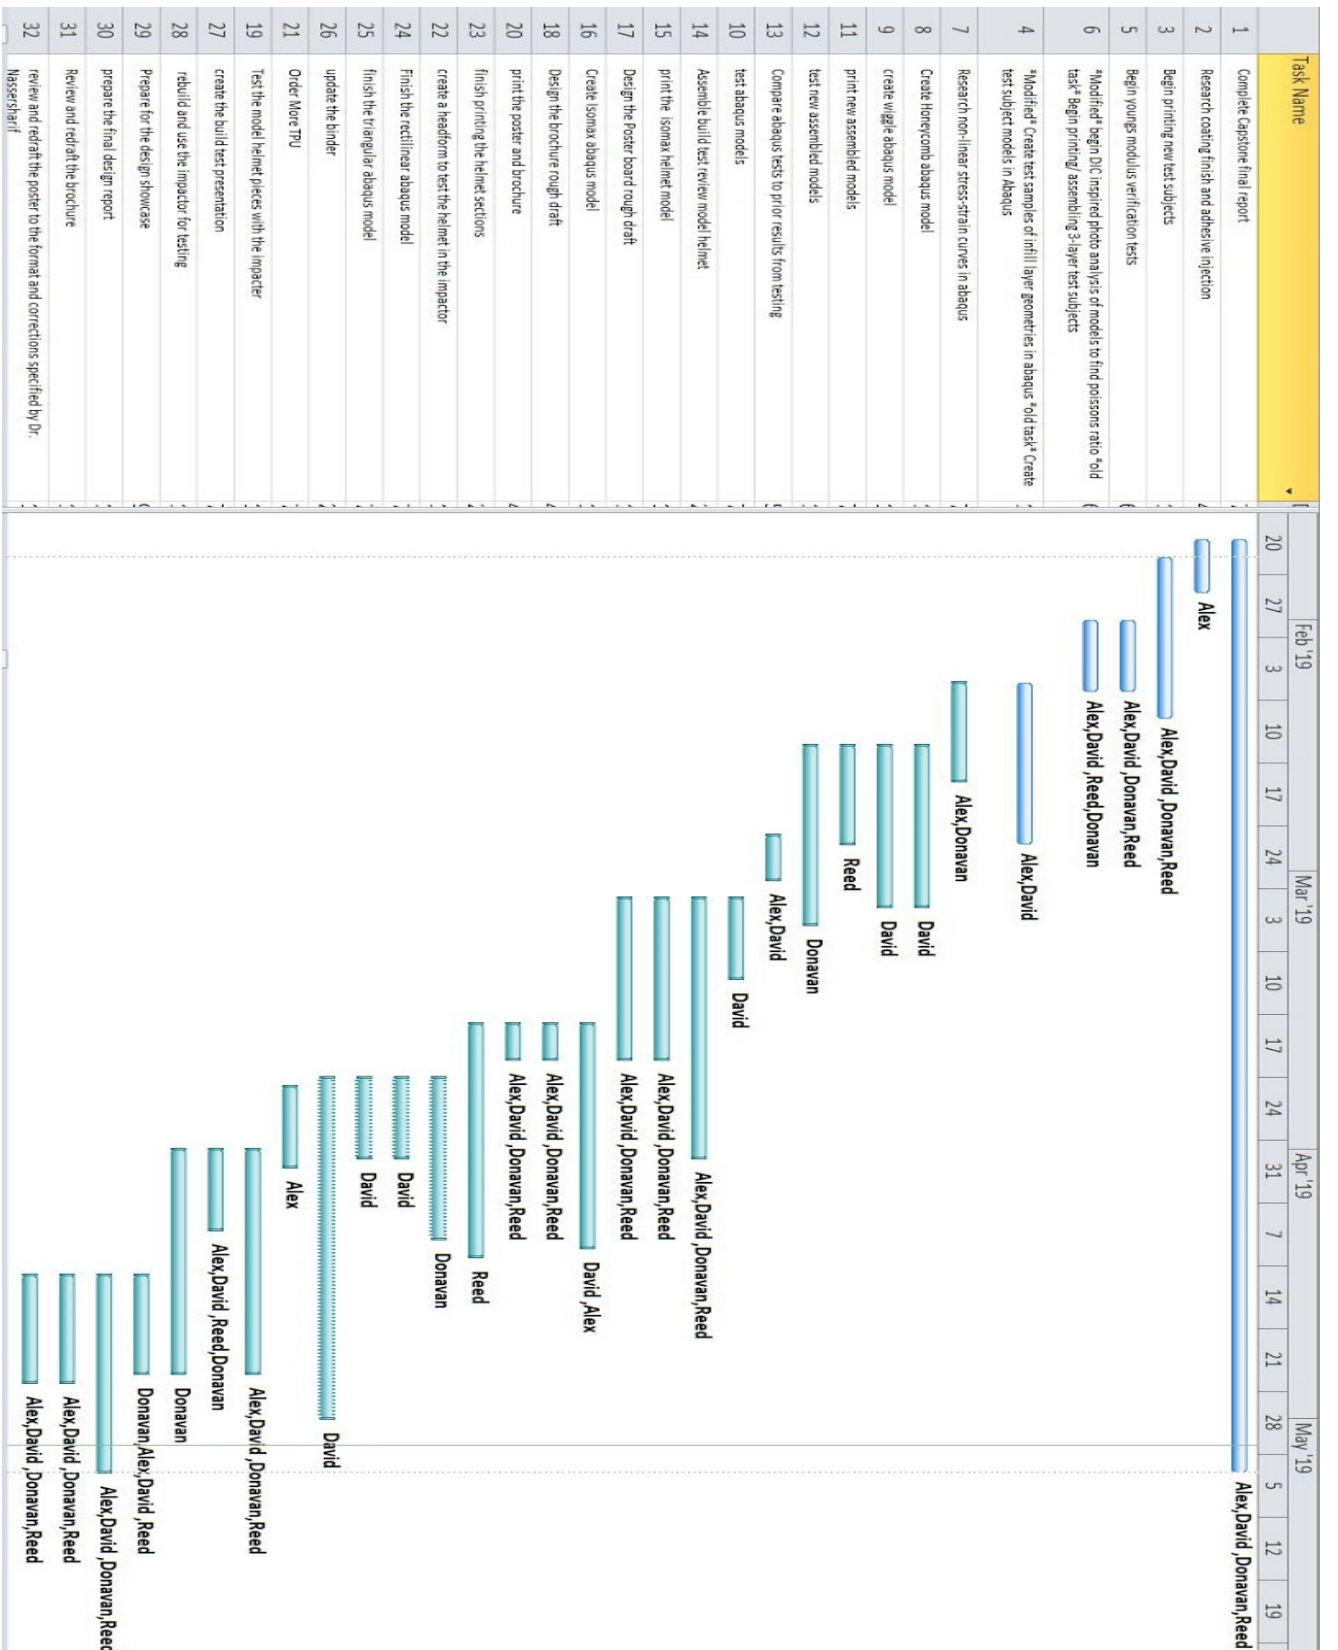 Task Name
Feb '19 Mar '19 Apr '19 May '19
20 27 3 10 17 24 3 10 17 24 31 7 14 21 28 5 12 19
1 Complete Capstone final report Alex,David ,Donavan,Reed
2 Research coating finish and adhesive injection Alex
3 Begin printing new test subjects Alex,David ,Donavan,Reed
5 Begin youngs modulus verification tests Alex,David ,Donavan,Reed
6 *Modified* begin DIC inspired photo analysis of models to find poissons ratio *old
task* Begin printing/ assembling 3-layer test subjects Alex,David ,Reed,Donavan
4 *Modified* Create test samples of infill layer geometries in abaqus *old task* Create
test subject models in Abaqus Alex,David
7 Research non-linear stress-strain curves in abaqus Alex,Donavan
8 Create Honeycomb abaqus model David
9 create wiggle abaqus model David
11 print new assembled models Reed
12 test new assembled models Donavan
13 Compare abaqus tests to prior results from testing Alex,David
10 test abaqus models David
14 Assemble build test review model helmet Alex,David ,Donavan,Reed
15 print the isomax helmet model Alex,David ,Donavan,Reed
17 Design the Poster board rough draft Alex,David ,Donavan,Reed
16 Create Isomax abaqus model David ,Alex
18 Design the brochure rough draft Alex,David ,Donavan,Reed
20 print the poster and brochure Alex,David ,Donavan,Reed
23 finish printing the helmet sections Reed
22 create a headform to test the helmet in the impactor Donavan
24 Finish the rectilinear abaqus model David
25 finish the triangular abaqus model David
26 update the binder David
21 Order More TPU Alex
19 Test the model helmet pieces with the impacter Alex,David ,Donavan,Reed
27 create the build test presentation Alex,David ,Reed,Donavan
28 rebuild and use the impactor for testing Donavan
29 Prepare for the design showcase Donavan,Alex,David ,Reed
30 prepare the final design report Alex,David ,Donavan,Reed
31 Review and redraft the brochure Alex,David ,Donavan,Reed
32 review and redraft the poster to the format and corrections specified by Dr.
Nassersharif Alex,David ,Donavan,Reed